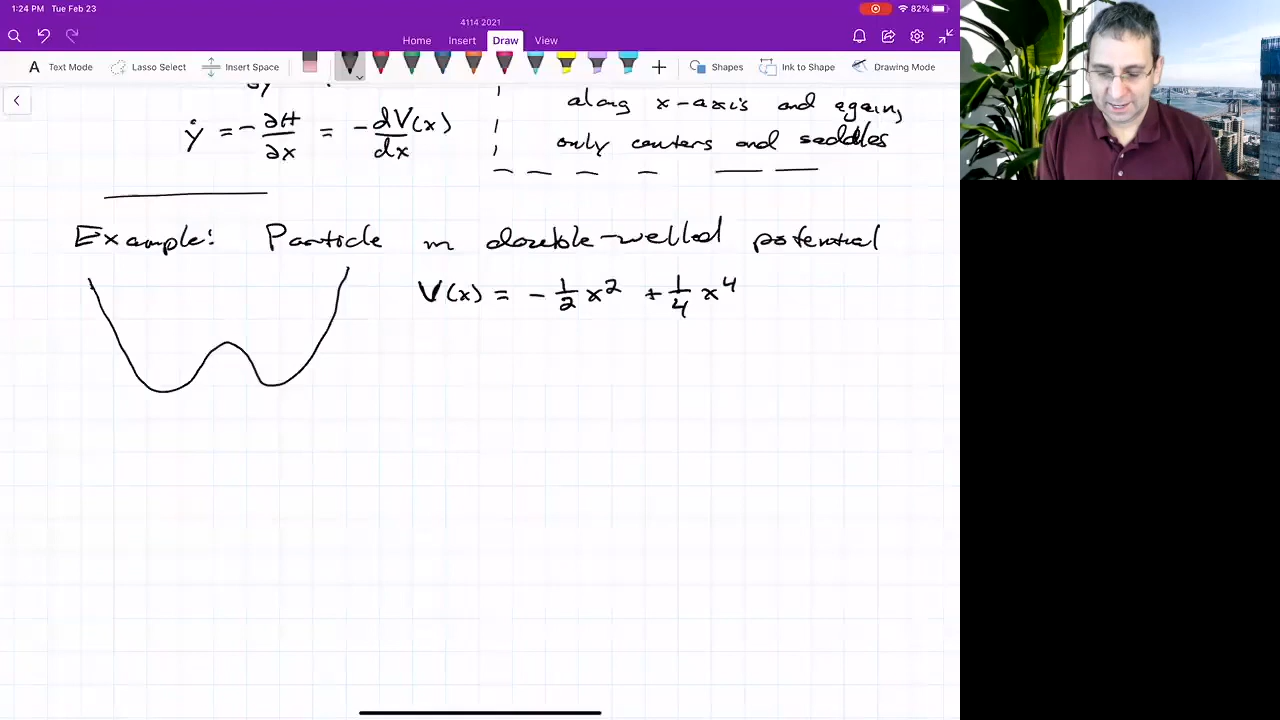 1:24 PM Tue Feb 23
82%
4114 2021
Home Insert Draw View
Text Mode Lasso Select Insert Space Shapes Ink to Shape Drawing Mode
along x-axis and again,
ẏ = - ∂H/∂x = - dV(x)/dx
only centers and saddles
Example: Particle in double-welled potential
V(x) = - 1/2 x² + 1/4 x⁴